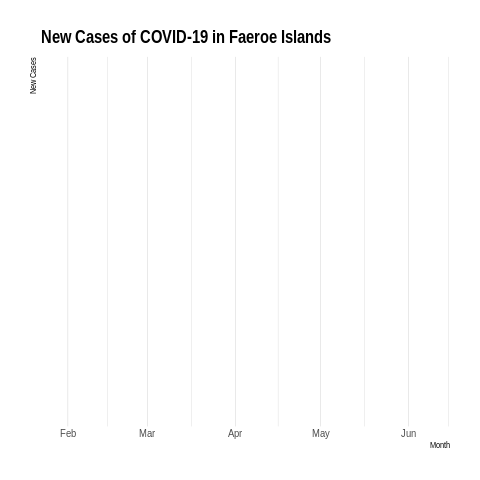 New Cases of COVID-19 in Faeroe Islands
New Cases
Feb Mar Apr May Jun
Month